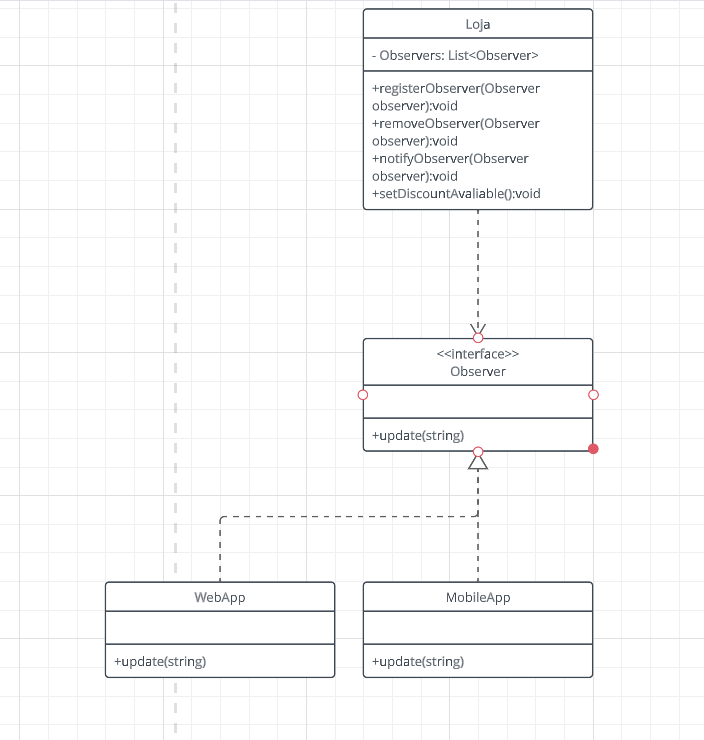 Loja
- Observers: List<Observer>
+registerObserver(Observer
observer):void
+removeObserver(Observer
observer):void
+notifyObserver(Observer
observer):void
+setDiscountAvaliable():void
<<interface>>
Observer
+update(string)
WebApp
+update(string)
MobileApp
+update(string)